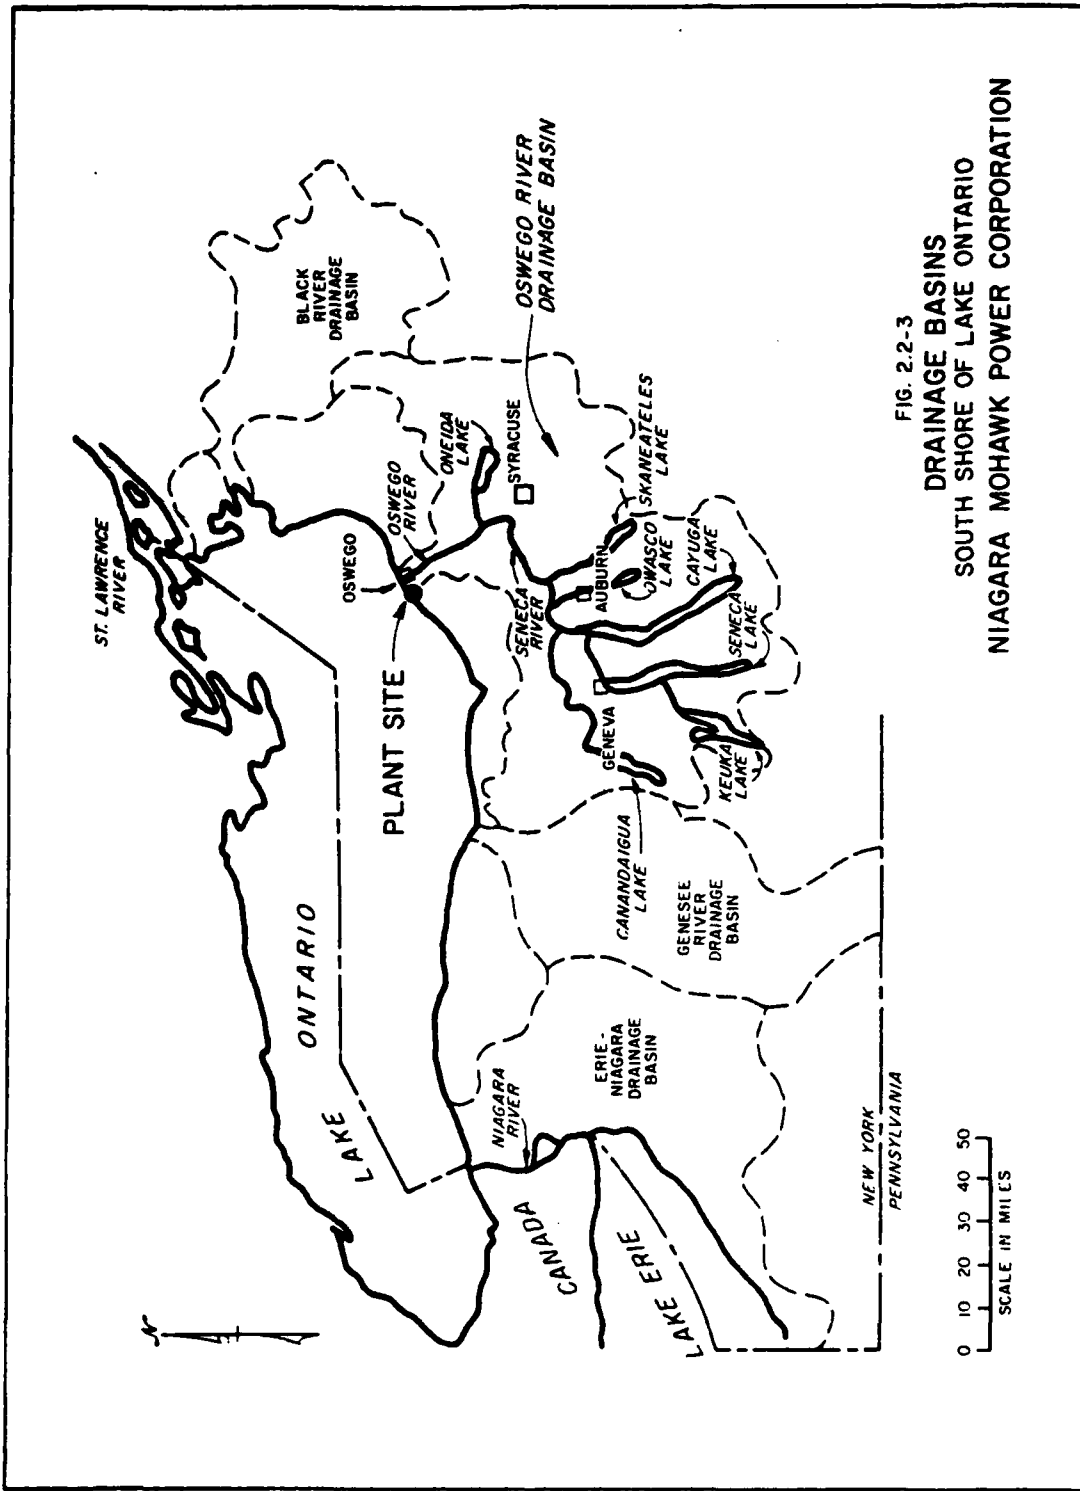 ST. LAWRENCE
RIVER
BLACK
RIVER
DRAINAGE
BASIN
LAKE ONTARIO
OSWEGO
OSWEGO
RIVER
ONEIDA
LAKE
PLANT SITE
SYRACUSE
OSWEGO RIVER
DRAINAGE BASIN
SENECA
RIVER
AUBURN
OWASCO
LAKE
SKANEATELES
LAKE
CAYUGA
LAKE
SENECA
LAKE
GENEVA
KEUKA
LAKE
CANANDAIGUA
LAKE
GENESEE
RIVER
DRAINAGE
BASIN
ERIE -
NIAGARA
DRAINAGE
BASIN
NIAGARA
RIVER
CANADA
LAKE ERIE
NEW YORK
PENNSYLVANIA
N
0 10 20 30 40 50
SCALE IN MILES
FIG. 2.2-3
DRAINAGE BASINS
SOUTH SHORE OF LAKE ONTARIO
NIAGARA MOHAWK POWER CORPORATION